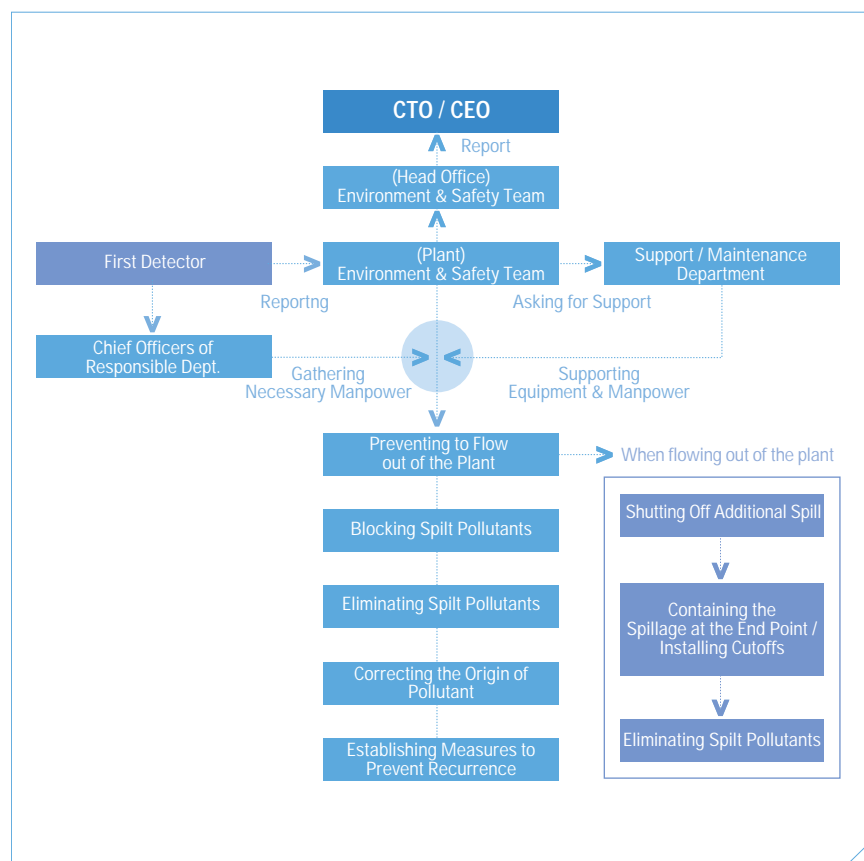 CTO / CEO
Report
(Head Office)
Environment & Safety Team
First Detector
(Plant)
Environment & Safety Team
Support / Maintenance
Department
Reportng
Asking for Support
Chief Officers of
Responsible Dept.
Gathering
Necessary Manpower
Supporting
Equipment & Manpower
Preventing to Flow
out of the Plant
When flowing out of the plant
Blocking Spilt Pollutants
Eliminating Spilt Pollutants
Correcting the Origin of
Pollutant
Establishing Measures to
Prevent Recurrence
Shutting Off Additional Spill
Containing the
Spillage at the End Point /
Installing Cutoffs
Eliminating Spilt Pollutants